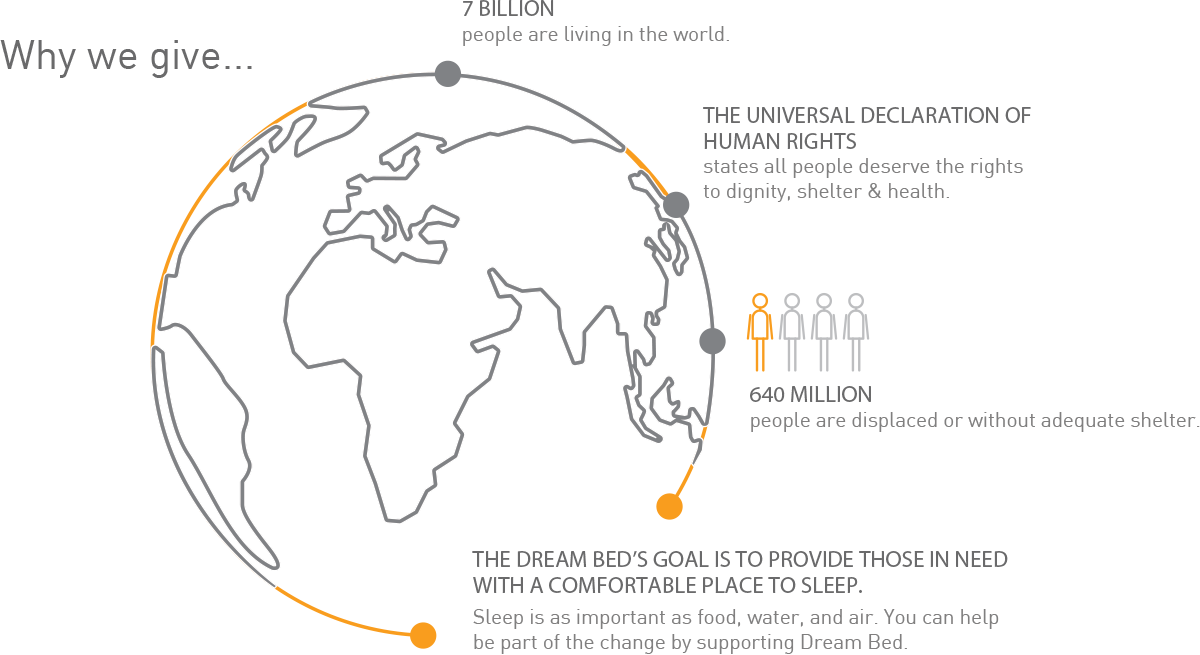 7 BILLION
people are living in the world.
Why we give...
THE UNIVERSAL DECLARATION OF
HUMAN RIGHTS
states all people deserve the rights
to dignity, shelter & health.
640 MILLION
people are displaced or without adequate shelter.
THE DREAM BED’S GOAL IS TO PROVIDE THOSE IN NEED
WITH A COMFORTABLE PLACE TO SLEEP.
Sleep is as important as food, water, and air. You can help
be part of the change by supporting Dream Bed.